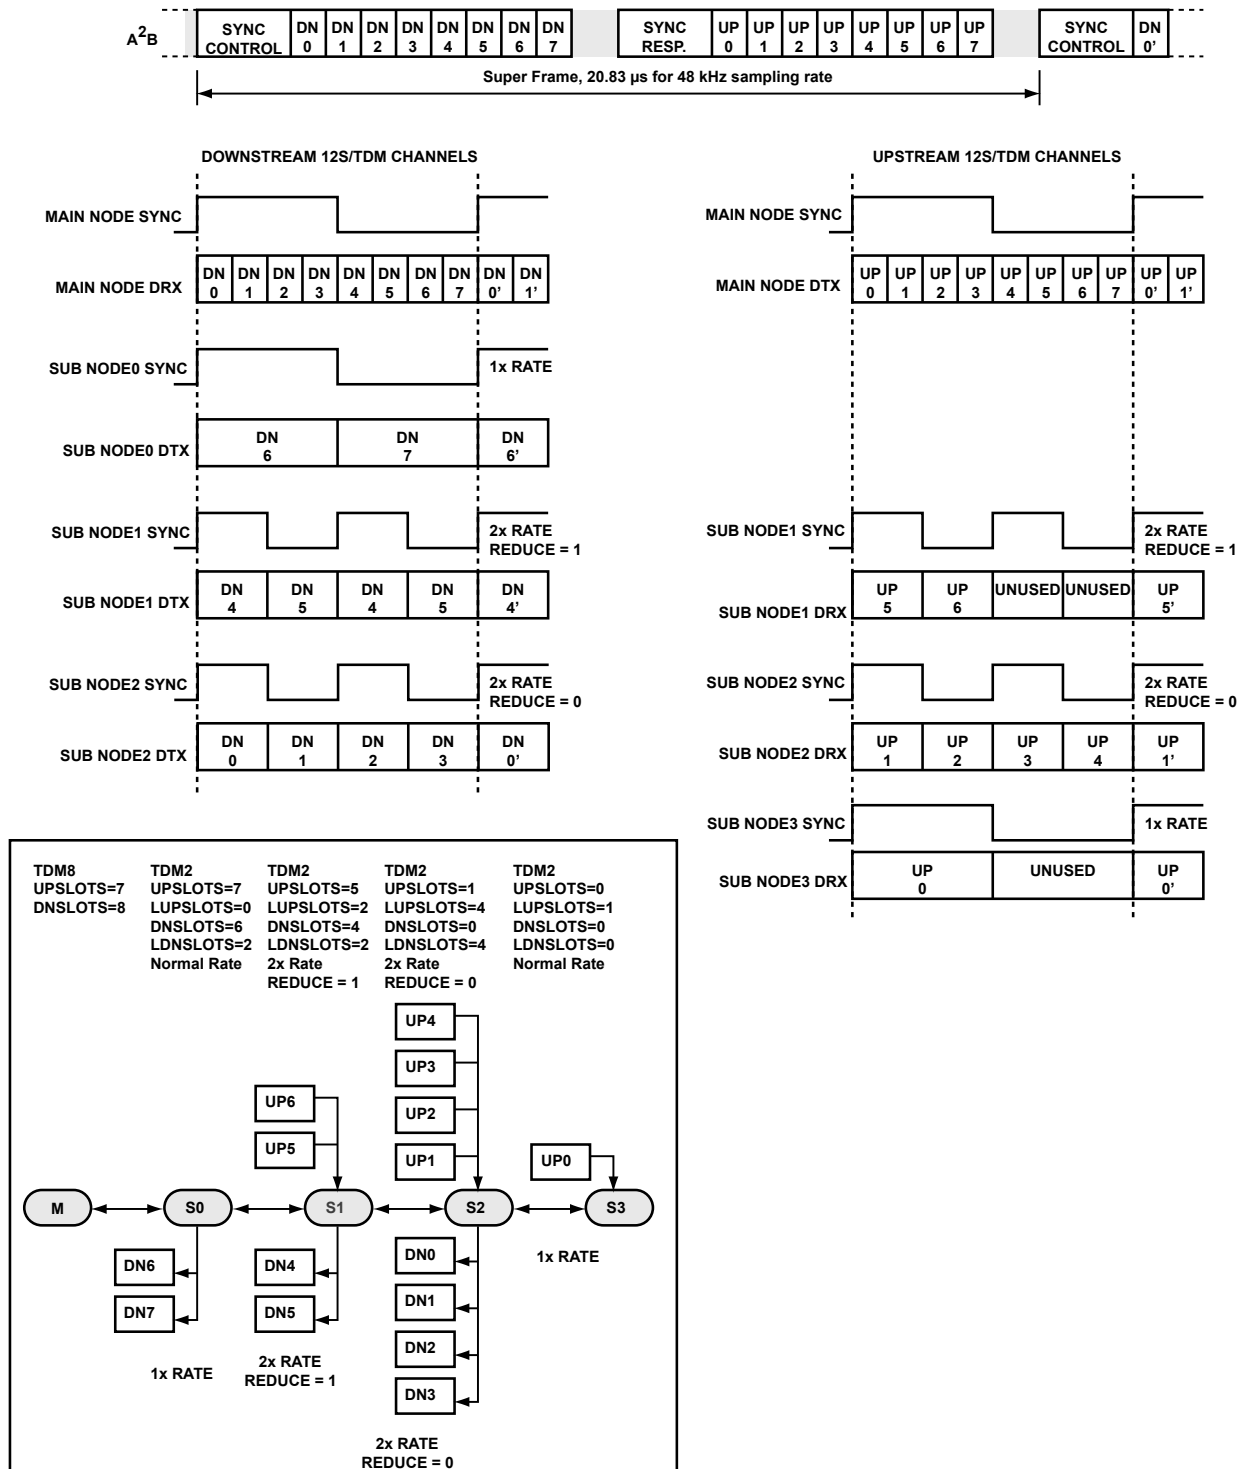 A2B
SYNC CONTROL DN 0 DN 1 DN 2 DN 3 DN 4 DN 5 DN 6 DN 7 SYNC RESP. UP 0 UP 1 UP 2 UP 3 UP 4 UP 5 UP 6 UP 7 SYNC CONTROL DN 0'
Super Frame, 20.83 µs for 48 kHz sampling rate
DOWNSTREAM 12S/TDM CHANNELS
MAIN NODE SYNC
MAIN NODE DRX DN 0 DN 1 DN 2 DN 3 DN 4 DN 5 DN 6 DN 7 DN 0' DN 1'
SUB NODE0 SYNC 1x RATE
SUB NODE0 DTX DN 6 DN 7 DN 6'
SUB NODE1 SYNC 2x RATE
REDUCE = 1
SUB NODE1 DTX DN 4 DN 5 DN 4 DN 5 DN 4'
SUB NODE2 SYNC 2x RATE
REDUCE = 0
SUB NODE2 DTX DN 0 DN 1 DN 2 DN 3 DN 0'
UPSTREAM 12S/TDM CHANNELS
MAIN NODE SYNC
MAIN NODE DTX UP 0 UP 1 UP 2 UP 3 UP 4 UP 5 UP 6 UP 7 UP 0' UP 1'
SUB NODE1 SYNC 2x RATE
REDUCE = 1
SUB NODE1 DRX UP 5 UP 6 UNUSED UNUSED UP 5'
SUB NODE2 SYNC 2x RATE
REDUCE = 0
SUB NODE2 DRX UP 1 UP 2 UP 3 UP 4 UP 1'
SUB NODE3 SYNC 1x RATE
SUB NODE3 DRX UP 0 UNUSED UP 0'
TDM8
UPSLOTS=7
DNSLOTS=8
TDM2
UPSLOTS=7
LUPSLOTS=0
DNSLOTS=6
LDNSLOTS=2
Normal Rate
TDM2
UPSLOTS=5
LUPSLOTS=2
DNSLOTS=4
LDNSLOTS=2
2x Rate
REDUCE = 1
TDM2
UPSLOTS=1
LUPSLOTS=4
DNSLOTS=0
LDNSLOTS=4
2x Rate
REDUCE = 0
TDM2
UPSLOTS=0
LUPSLOTS=1
DNSLOTS=0
LDNSLOTS=0
Normal Rate
UP4
UP3
UP6 UP2
UP5 UP1 UP0
M S0 S1 S2 S3
DN6 DN4 DN0 1x RATE
DN7 DN5 DN1
DN2
1x RATE
2x RATE
REDUCE = 1
DN3
2x RATE
REDUCE = 0